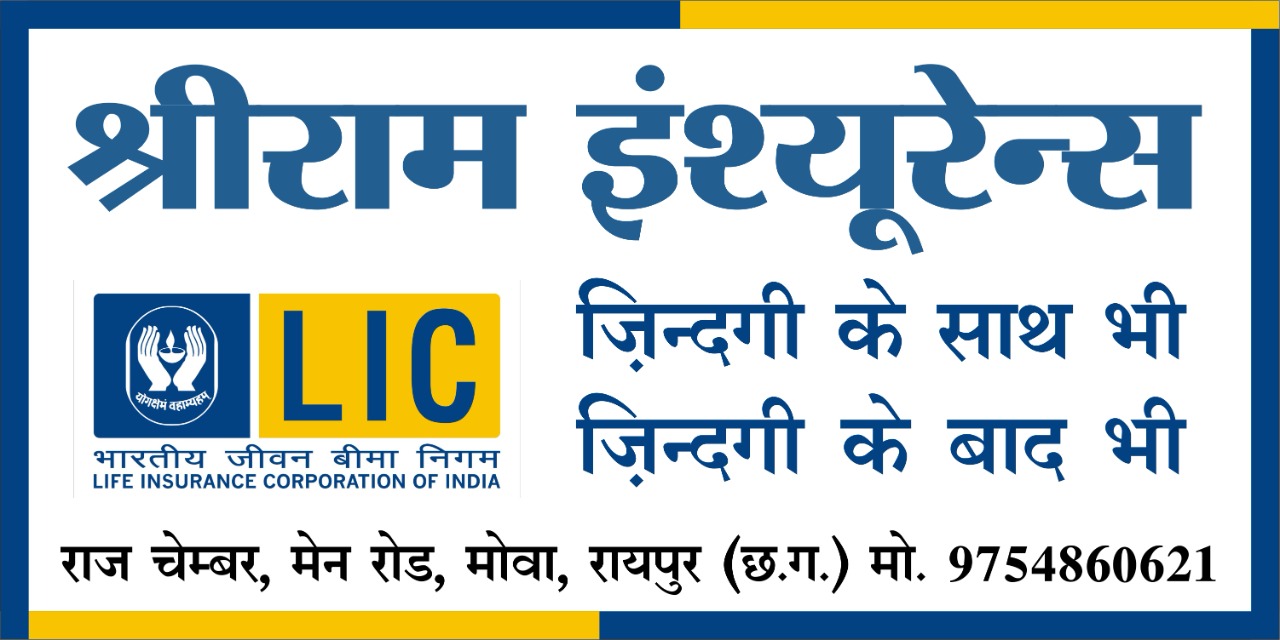 श्रीराम इंश्यूरेन्स
योगक्षेमं वहाम्यहम्
LIC
भारतीय जीवन बीमा निगम
LIFE INSURANCE CORPORATION OF INDIA
ज़िन्दगी के साथ भी
ज़िन्दगी के बाद भी
राज चेम्बर, मेन रोड, मोवा, रायपुर (छ.ग.) मो. 9754860621